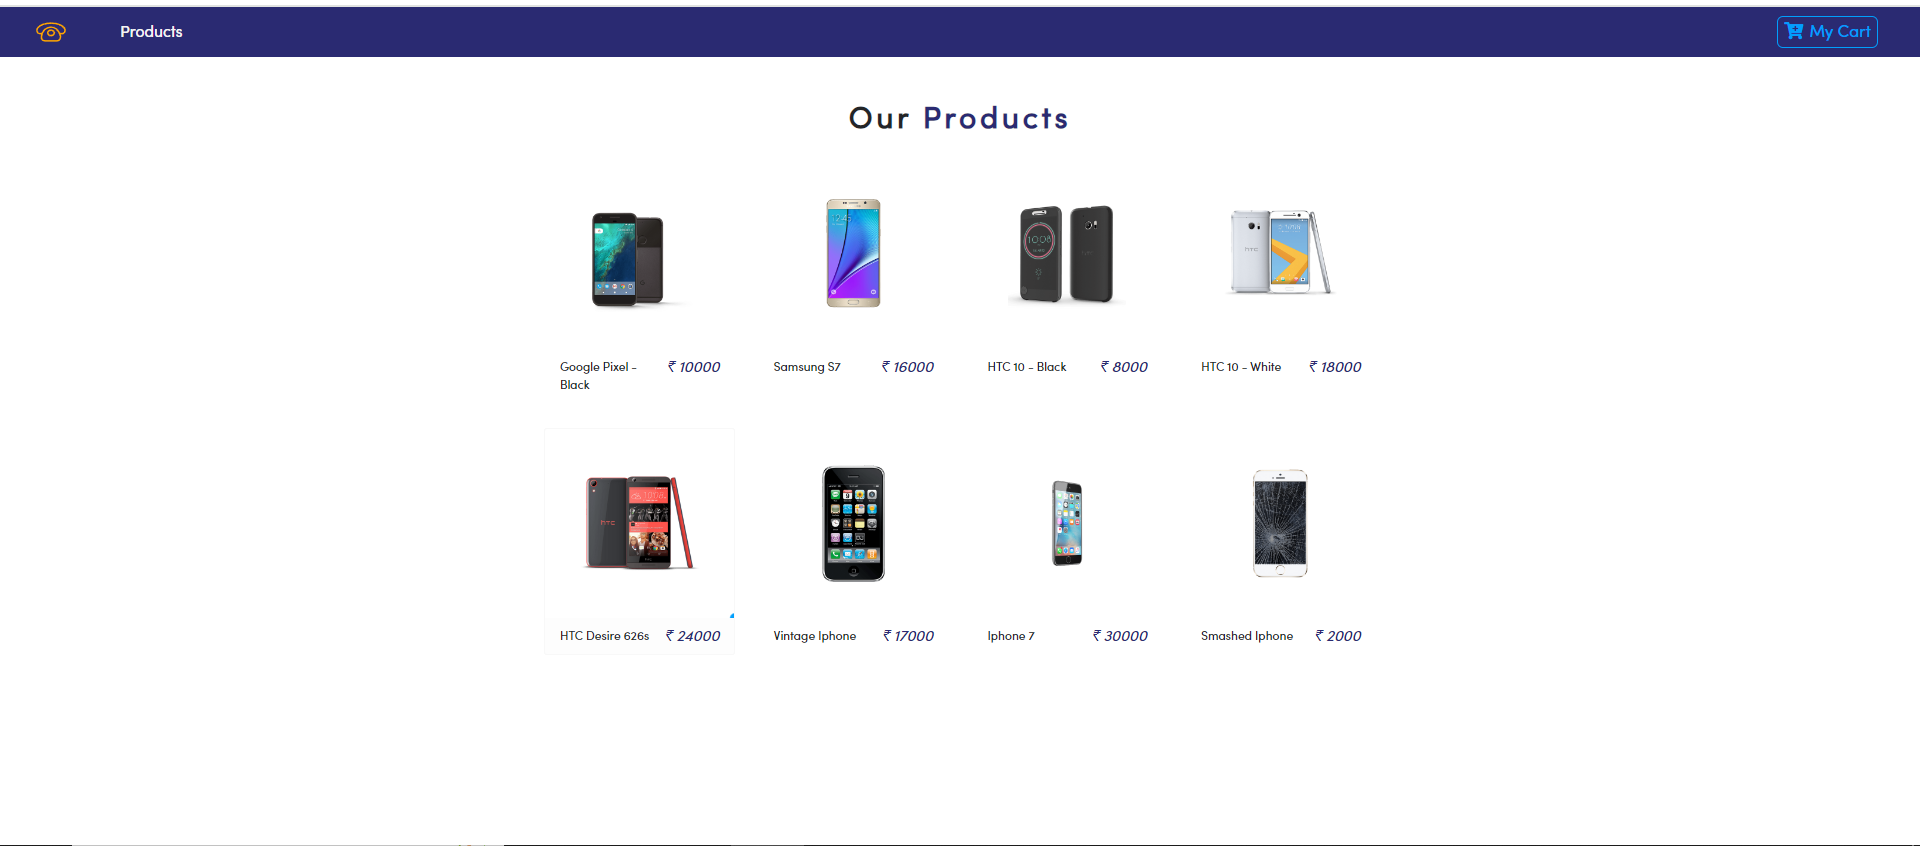 Products
My Cart
Our Products
Google Pixel - Black
₹ 10000
Samsung S7
₹ 16000
HTC 10 - Black
₹ 8000
HTC 10 - White
₹ 18000
HTC Desire 626s
₹ 24000
Vintage Iphone
₹ 17000
Iphone 7
₹ 30000
Smashed Iphone
₹ 2000